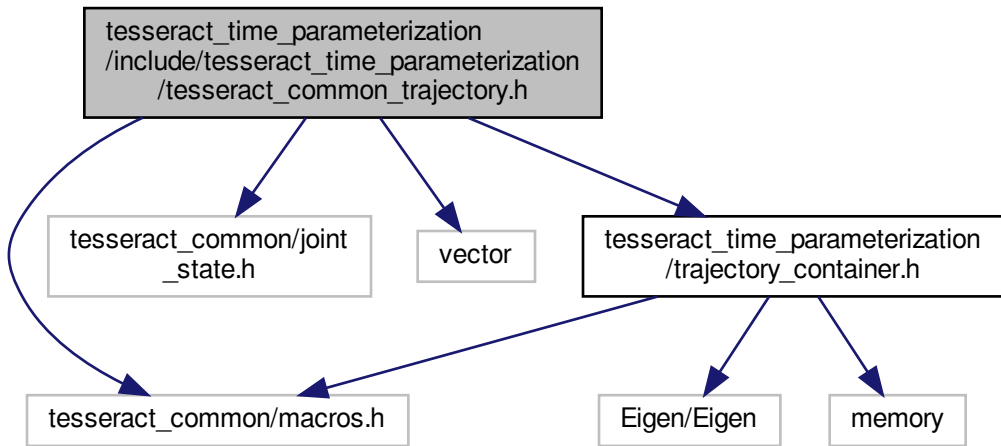 tesseract_time_parameterization
/include/tesseract_time_parameterization
/tesseract_common_trajectory.h
tesseract_common/joint
_state.h
vector
tesseract_time_parameterization
/trajectory_container.h
tesseract_common/macros.h
Eigen/Eigen
memory